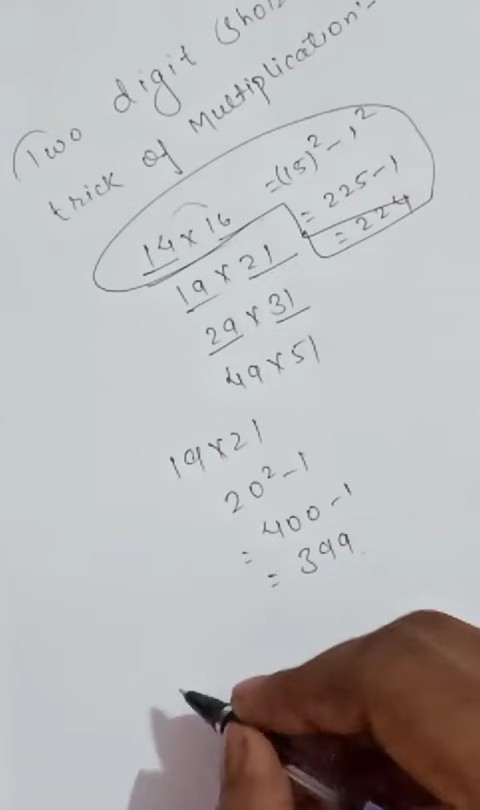 Two digit (Shor
trick of Multiplication:-
14 x 16 = (15)² - 1²
= 225 - 1
= 224
19 x 21
29 x 31
49 x 51
19 x 21
20² - 1
= 400 - 1
= 399